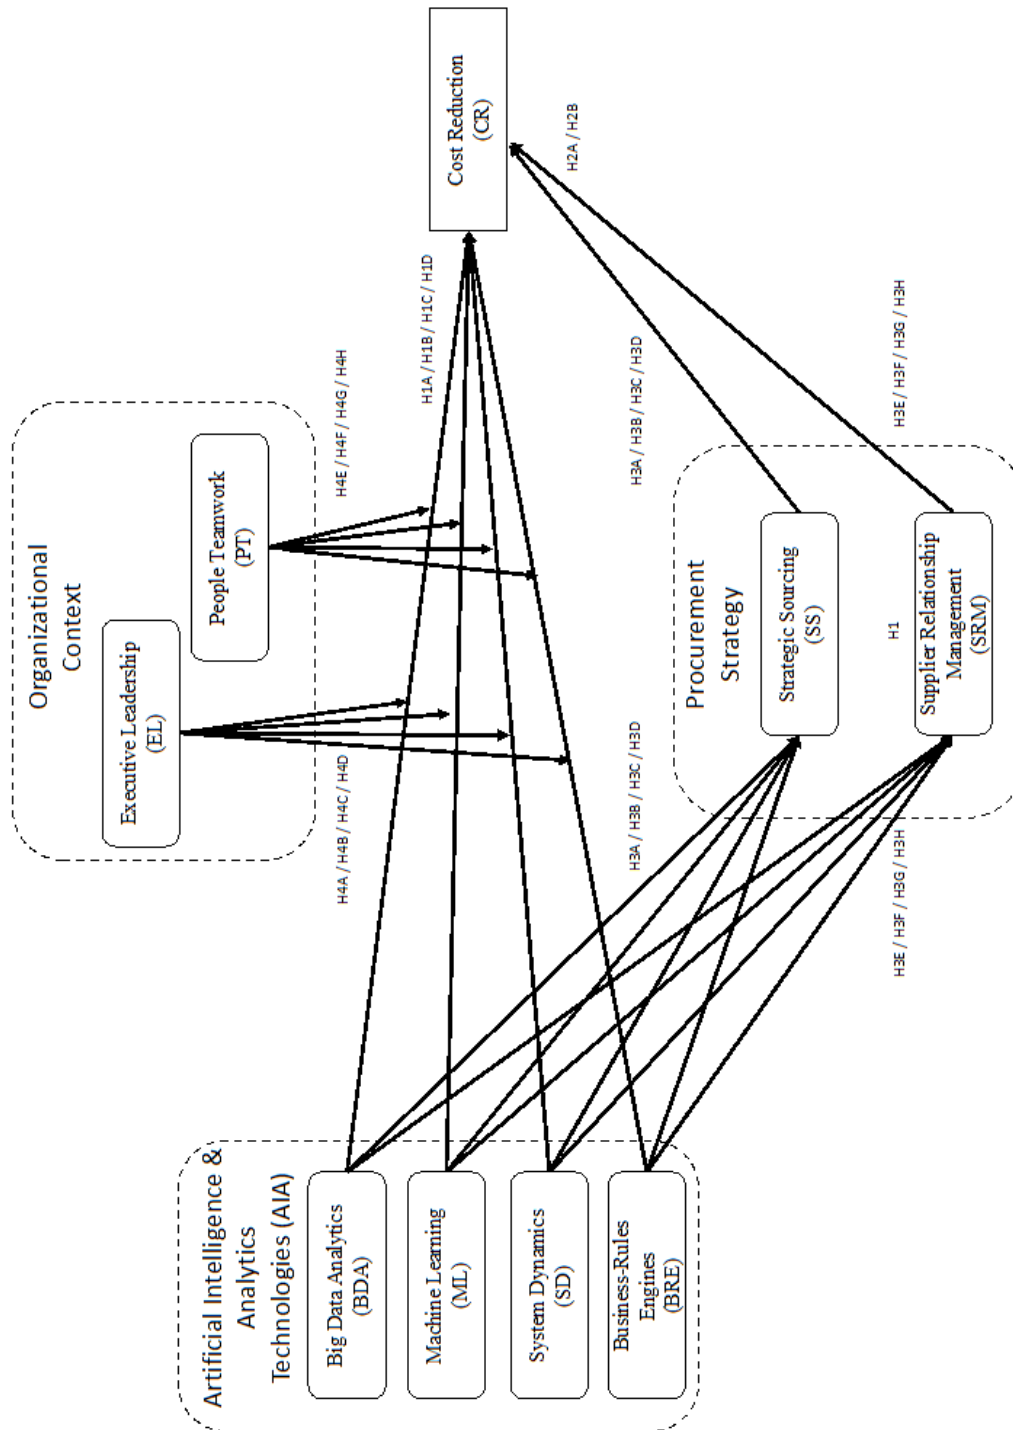 Organizational
Context
Executive Leadership
(EL)
People Teamwork
(PT)
Artificial Intelligence &
Analytics
Technologies (AIA)
Big Data Analytics
(BDA)
Machine Learning
(ML)
System Dynamics
(SD)
Business-Rules
Engines
(BRE)
H4A / H4B / H4C / H4D
H4E / H4F / H4G / H4H
H1A / H1B / H1C / H1D
Cost Reduction
(CR)
H2A / H2B
H3A / H3B / H3C / H3D
H3A / H3B / H3C / H3D
Procurement
Strategy
Strategic Sourcing
(SS)
H1
Supplier Relationship
Management
(SRM)
H3E / H3F / H3G / H3H
H3E / H3F / H3G / H3H